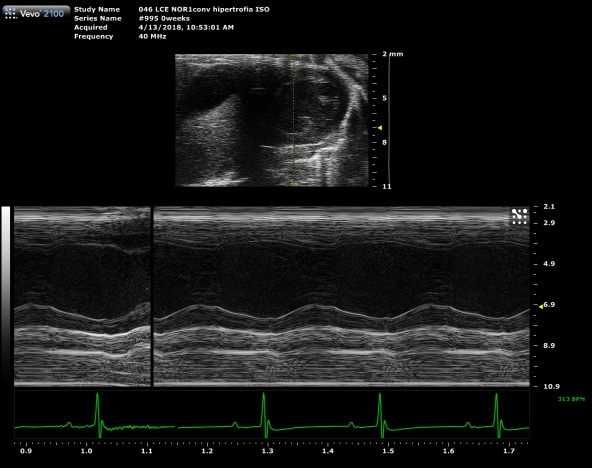 Vevo 2100
Study Name 046 LCE NOR1conv hipertrofia ISO
Series Name #995 0weeks
Acquired 4/13/2018, 10:53:01 AM
Frequency 40 MHz
2 mm
5
8
11
2.1
2.9
4.9
6.9
8.9
10.9
313 BPM
0.9 1.0 1.1 1.2 1.3 1.4 1.5 1.6 1.7